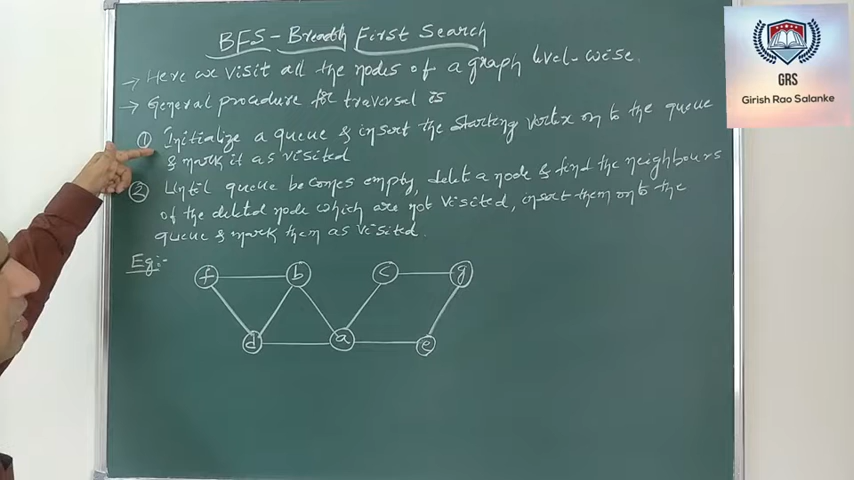 BFS - Breadth First Search
→ Here we visit all the nodes of a graph level-wise.
→ General procedure for traversal is
① Initialize a queue & insert the starting vertex on to the queue
& mark it as visited
② Until queue becomes empty, delet a node & find the neighbours
of the deleted node which are not visited, insert them onto the
queue & mark them as visited.
Eg:-
f b c g
d a e
GRS
Girish Rao Salanke